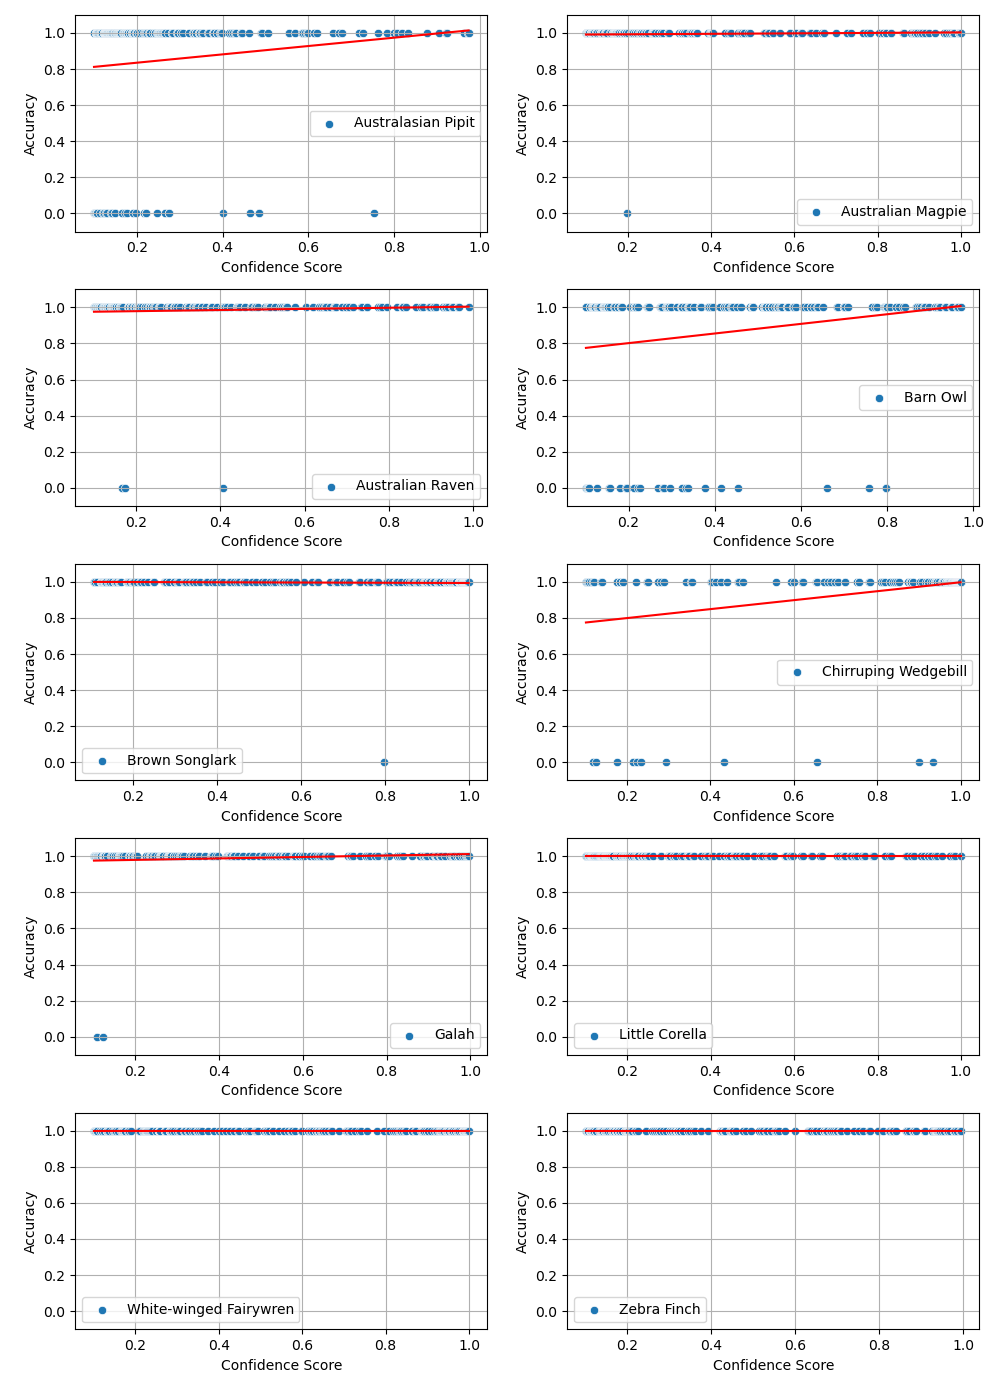 1.0
0.8
0.6
0.4
0.2
0.0
Accuracy
Australasian Pipit
0.2 0.4 0.6 0.8 1.0
Confidence Score
1.0
0.8
0.6
0.4
0.2
0.0
Accuracy
Australian Magpie
0.2 0.4 0.6 0.8 1.0
Confidence Score
1.0
0.8
0.6
0.4
0.2
0.0
Accuracy
Australian Raven
0.2 0.4 0.6 0.8 1.0
Confidence Score
1.0
0.8
0.6
0.4
0.2
0.0
Accuracy
Barn Owl
0.2 0.4 0.6 0.8 1.0
Confidence Score
1.0
0.8
0.6
0.4
0.2
0.0
Accuracy
Brown Songlark
0.2 0.4 0.6 0.8 1.0
Confidence Score
1.0
0.8
0.6
0.4
0.2
0.0
Accuracy
Chirruping Wedgebill
0.2 0.4 0.6 0.8 1.0
Confidence Score
1.0
0.8
0.6
0.4
0.2
0.0
Accuracy
Galah
0.2 0.4 0.6 0.8 1.0
Confidence Score
1.0
0.8
0.6
0.4
0.2
0.0
Accuracy
Little Corella
0.2 0.4 0.6 0.8 1.0
Confidence Score
1.0
0.8
0.6
0.4
0.2
0.0
Accuracy
White-winged Fairywren
0.2 0.4 0.6 0.8 1.0
Confidence Score
1.0
0.8
0.6
0.4
0.2
0.0
Accuracy
Zebra Finch
0.2 0.4 0.6 0.8 1.0
Confidence Score